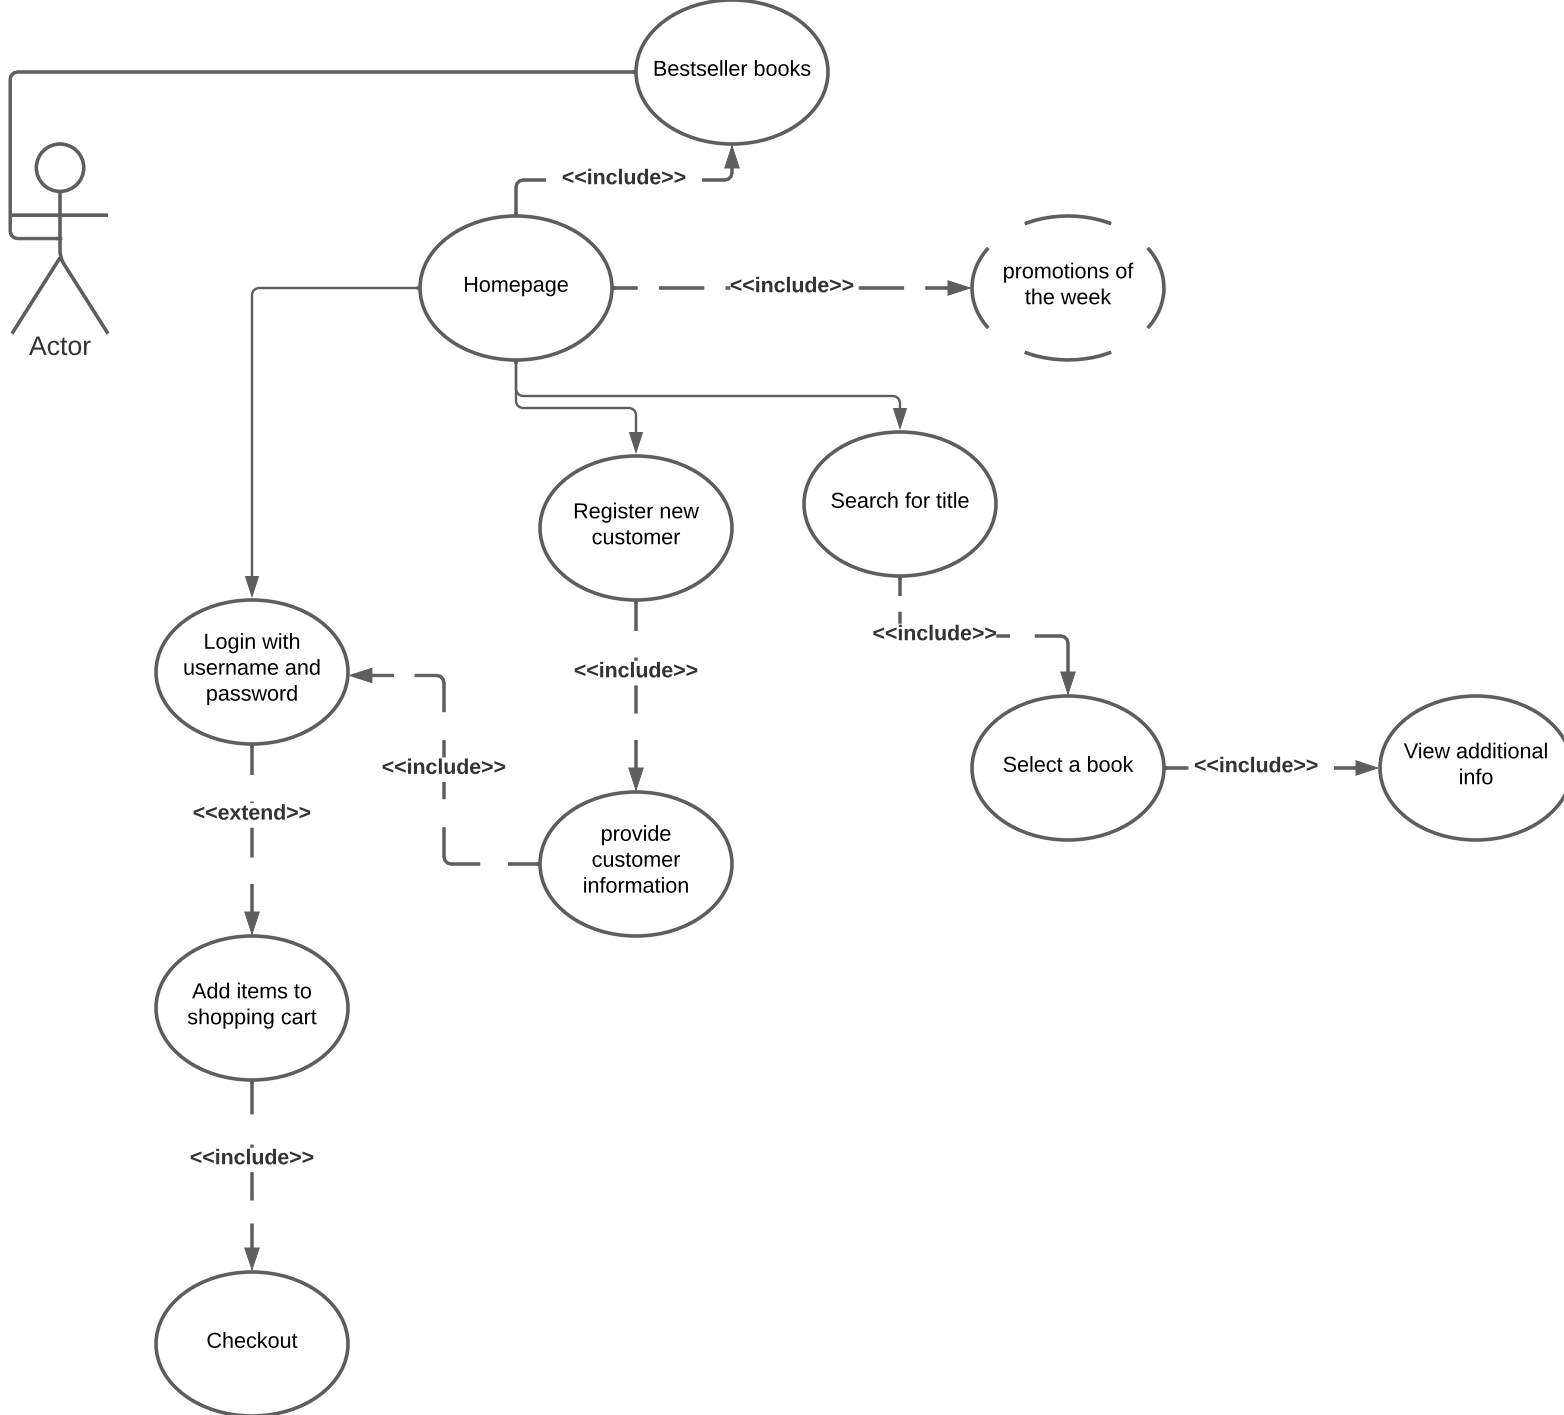 Bestseller books
<<include>>
Homepage
<<include>>
promotions of
the week
Actor
Register new
customer
Search for title
Login with
username and
password
<<include>>
<<include>>
<<include>>
Select a book
<<include>>
View additional
info
<<extend>>
provide
customer
information
Add items to
shopping cart
<<include>>
Checkout